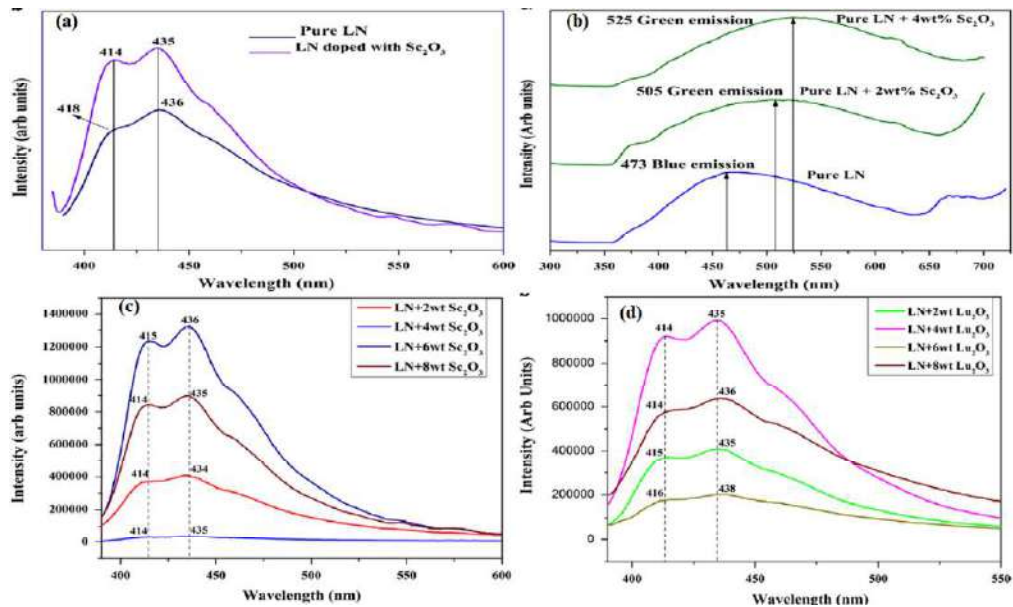 (a)
Pure LN
LN doped with Sc₂O₃
414
435
418
436
Intensity (arb units)
400
450
500
550
600
Wavelength (nm)
(b)
525 Green emission
Pure LN + 4wt% Sc₂O₃
505 Green emission
Pure LN + 2wt% Sc₂O₃
473 Blue emission
Pure LN
Intensity (Arb units)
300
350
400
450
500
550
600
650
700
Wavelength (nm)
(c)
LN+2wt Sc₂O₃
LN+4wt Sc₂O₃
LN+6wt Sc₂O₃
LN+8wt Sc₂O₃
415
436
414
435
414
434
414
435
1400000
1200000
1000000
800000
600000
400000
200000
0
Intensity (arb units)
400
450
500
550
600
Wavelength (nm)
(d)
LN+2wt Lu₂O₃
LN+4wt Lu₂O₃
LN+6wt Lu₂O₃
LN+8wt Lu₂O₃
414
435
414
436
415
435
416
438
1000000
800000
600000
400000
200000
0
Intensity (Arb Units)
400
450
500
550
Wavelength (nm)